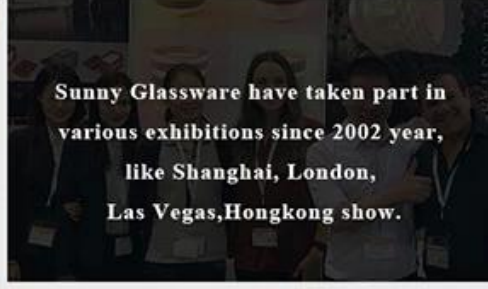 Sunny Glassware have taken part in
various exhibitions since 2002 year,
like Shanghai, London,
Las Vegas,Hongkong show.